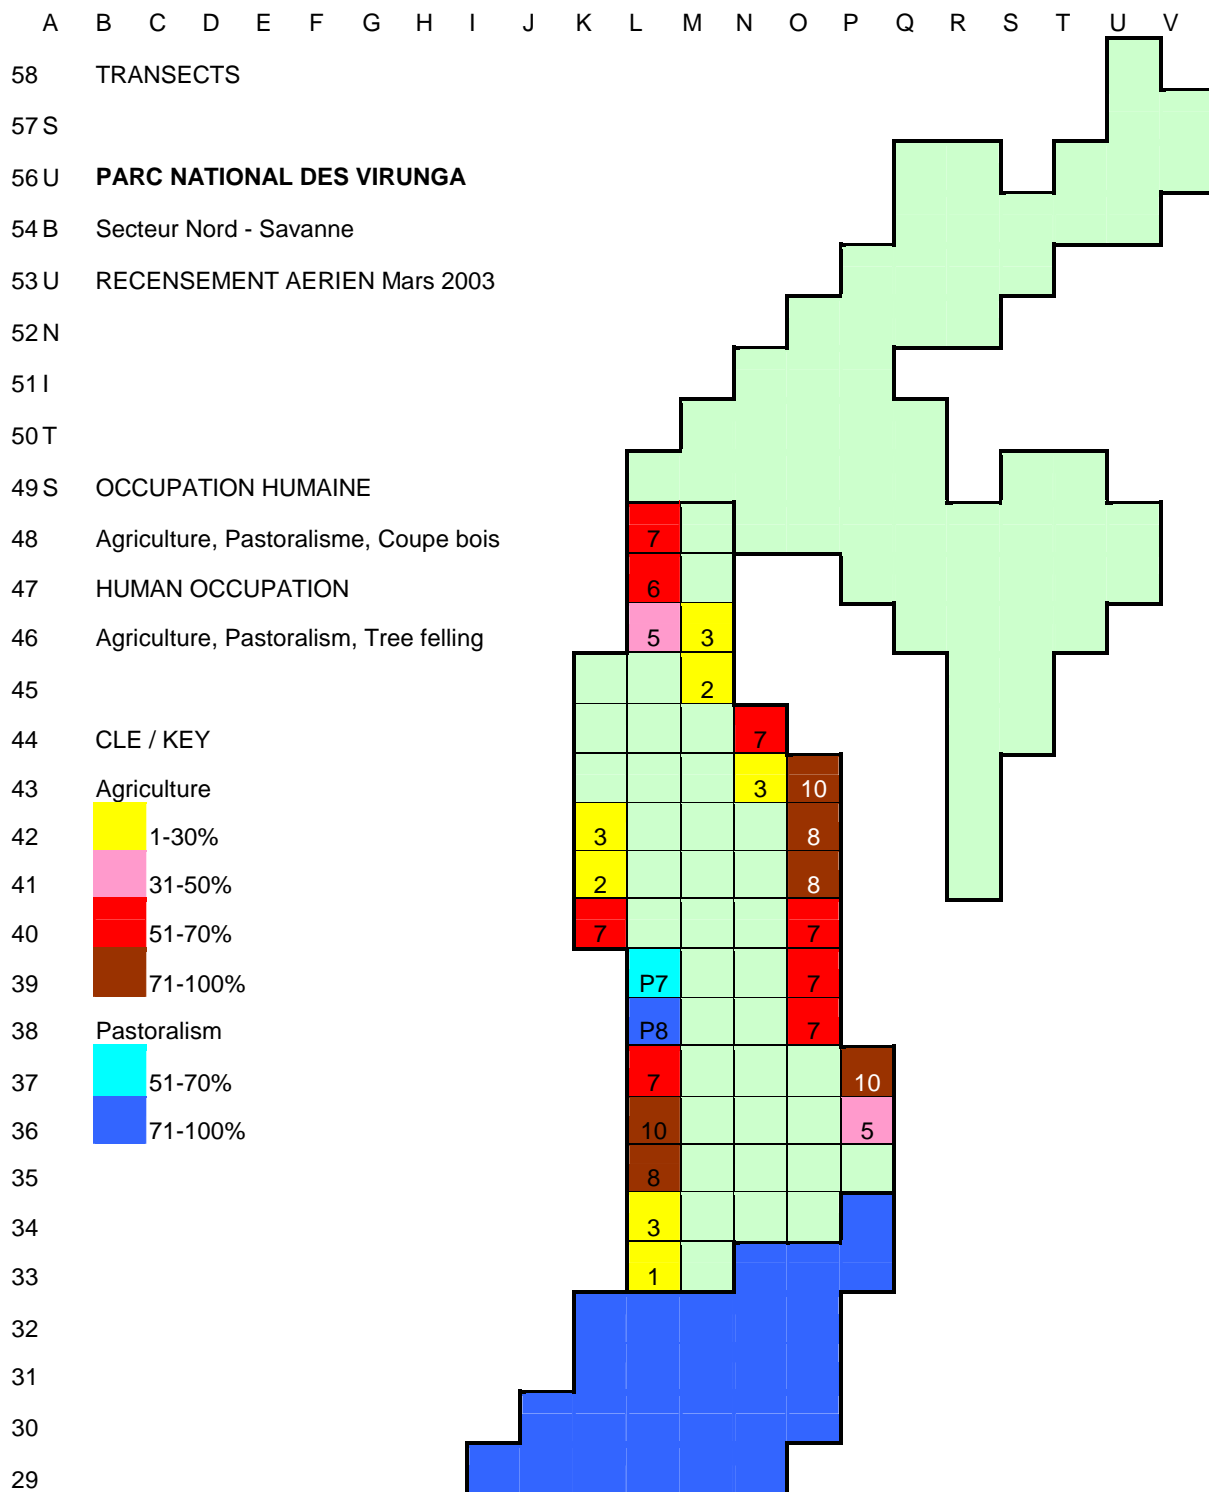 A B C D E F G H I J K L M N O P Q R S T U V
58 TRANSECTS
57 S
56 U PARC NATIONAL DES VIRUNGA
54 B Secteur Nord - Savanne
53 U RECENSEMENT AERIEN Mars 2003
52 N
51 I
50 T
49 S OCCUPATION HUMAINE
48 Agriculture, Pastoralisme, Coupe bois 7
47 HUMAN OCCUPATION 6
46 Agriculture, Pastoralism, Tree felling 5 3
45 2
44 CLE / KEY 7
43 Agriculture 3 10
42 1-30% 3 8
41 31-50% 2 8
40 51-70% 7 7
39 71-100% P7 7
38 Pastoralism P8 7
37 51-70% 7 10
36 71-100% 10 5
35 8
34 3
33 1
32
31
30
29